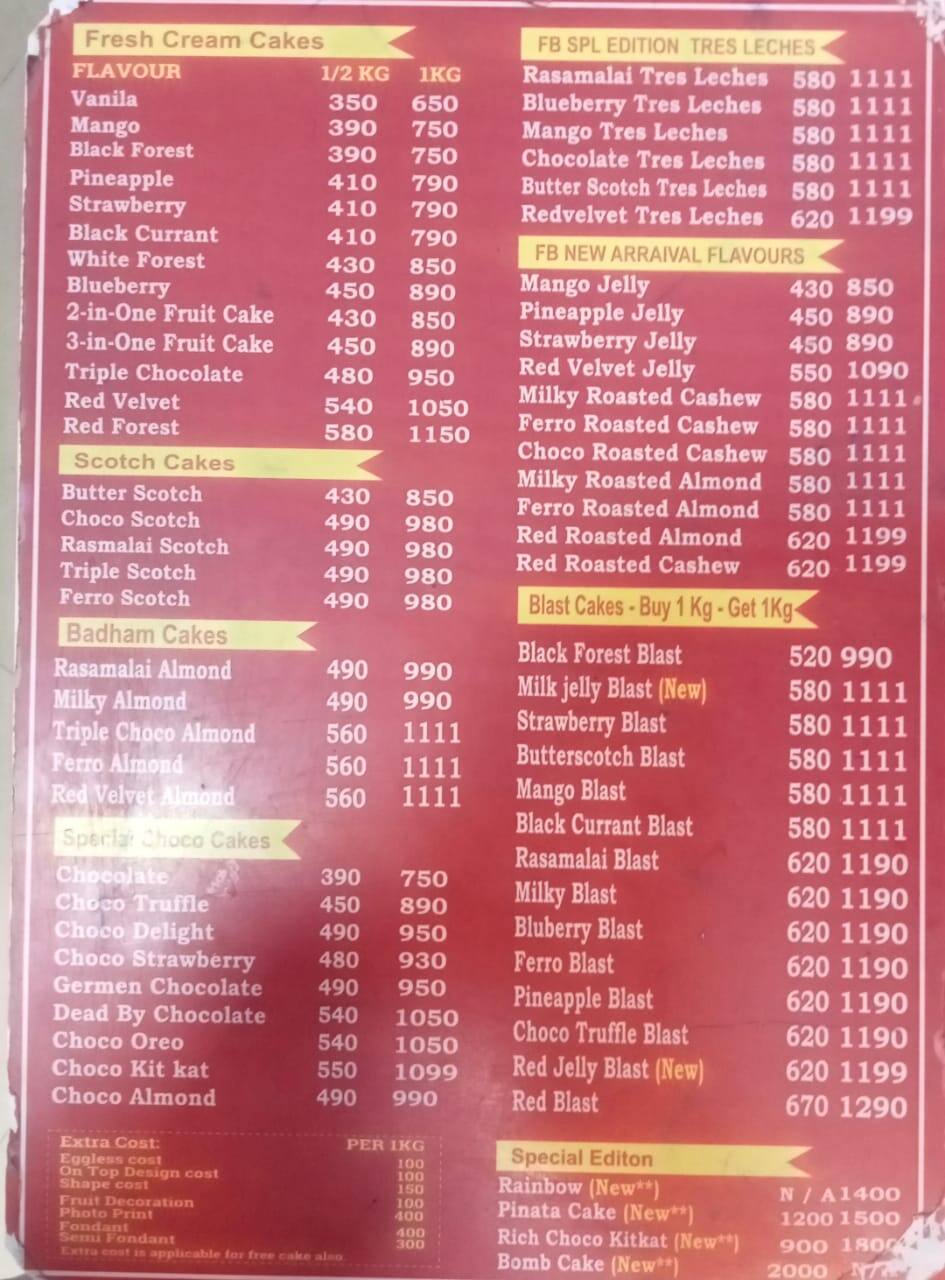 Fresh Cream Cakes
FLAVOUR 1/2 KG 1KG
Vanila 350 650
Mango 390 750
Black Forest 390 750
Pineapple 410 790
Strawberry 410 790
Black Currant 410 790
White Forest 430 850
Blueberry 450 890
2-in-One Fruit Cake 430 850
3-in-One Fruit Cake 450 890
Triple Chocolate 480 950
Red Velvet 540 1050
Red Forest 580 1150
Scotch Cakes
Butter Scotch 430 850
Choco Scotch 490 980
Rasmalai Scotch 490 980
Triple Scotch 490 980
Ferro Scotch 490 980
Badham Cakes
Rasamalai Almond 490 990
Milky Almond 490 990
Triple Choco Almond 560 1111
Ferro Almond 560 1111
Red Velvet Almond 560 1111
Special Choco Cakes
Chocolate 390 750
Choco Truffle 450 890
Choco Delight 490 950
Choco Strawberry 480 930
Germen Chocolate 490 950
Dead By Chocolate 540 1050
Choco Oreo 540 1050
Choco Kit kat 550 1099
Choco Almond 490 990
Extra Cost: PER 1KG
Eggless cost 100
On Top Design cost 100
Shape cost 150
Fruit Decoration 100
Photo Print 400
Fondant 400
Semi Fondant 300
Extra cost is applicable for free cake also.
FB SPL EDITION TRES LECHES
Rasamalai Tres Leches 580 1111
Blueberry Tres Leches 580 1111
Mango Tres Leches 580 1111
Chocolate Tres Leches 580 1111
Butter Scotch Tres Leches 580 1111
Redvelvet Tres Leches 620 1199
FB NEW ARRAIVAL FLAVOURS
Mango Jelly 430 850
Pineapple Jelly 450 890
Strawberry Jelly 450 890
Red Velvet Jelly 550 1090
Milky Roasted Cashew 580 1111
Ferro Roasted Cashew 580 1111
Choco Roasted Cashew 580 1111
Milky Roasted Almond 580 1111
Ferro Roasted Almond 580 1111
Red Roasted Almond 620 1199
Red Roasted Cashew 620 1199
Blast Cakes - Buy 1 Kg - Get 1Kg
Black Forest Blast 520 990
Milk jelly Blast (New) 580 1111
Strawberry Blast 580 1111
Butterscotch Blast 580 1111
Mango Blast 580 1111
Black Currant Blast 580 1111
Rasamalai Blast 620 1190
Milky Blast 620 1190
Bluberry Blast 620 1190
Ferro Blast 620 1190
Pineapple Blast 620 1190
Choco Truffle Blast 620 1190
Red Jelly Blast (New) 620 1199
Red Blast 670 1290
Special Editon
Rainbow (New**) N / A 1400
Pinata Cake (New**) 1200 1500
Rich Choco Kitkat (New**) 900 1800
Bomb Cake (New**) 2000